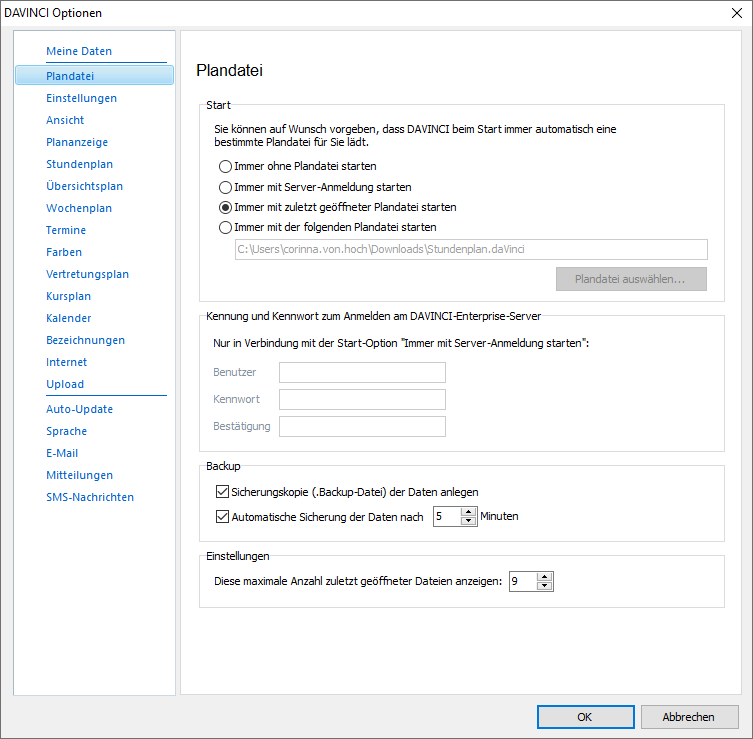 DAVINCI Optionen
Meine Daten
Plandatei
Einstellungen
Ansicht
Plananzeige
Stundenplan
Übersichtsplan
Wochenplan
Termine
Farben
Vertretungsplan
Kursplan
Kalender
Bezeichnungen
Internet
Upload
Auto-Update
Sprache
E-Mail
Mitteilungen
SMS-Nachrichten
Plandatei
Start
Sie können auf Wunsch vorgeben, dass DAVINCI beim Start immer automatisch eine
bestimmte Plandatei für Sie lädt.
Immer ohne Plandatei starten
Immer mit Server-Anmeldung starten
Immer mit zuletzt geöffneter Plandatei starten
Immer mit der folgenden Plandatei starten
C:\Users\corinna.von.hoch\Downloads\Stundenplan.daVinci
Plandatei auswählen...
Kennung und Kennwort zum Anmelden am DAVINCI-Enterprise-Server
Nur in Verbindung mit der Start-Option "Immer mit Server-Anmeldung starten":
Benutzer
Kennwort
Bestätigung
Backup
Sicherungskopie (.Backup-Datei) der Daten anlegen
Automatische Sicherung der Daten nach 5 Minuten
Einstellungen
Diese maximale Anzahl zuletzt geöffneter Dateien anzeigen: 9
OK
Abbrechen